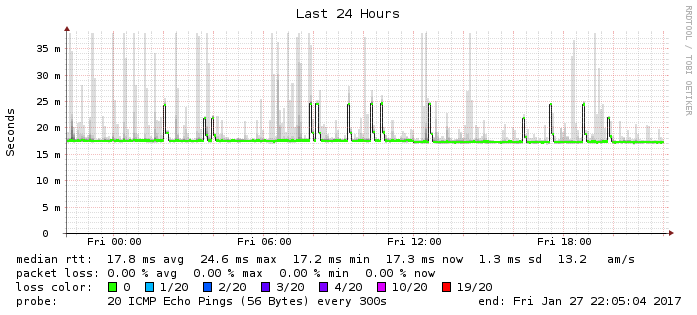 Last 24 Hours
RRDTOOL / TOBI OETIKER
Seconds
35 m
30 m
25 m
20 m
15 m
10 m
5 m
0
Fri 00:00 Fri 06:00 Fri 12:00 Fri 18:00
median rtt: 17.8 ms avg 24.6 ms max 17.2 ms min 17.3 ms now 1.3 ms sd 13.2 am/s
packet loss: 0.00 % avg 0.00 % max 0.00 % min 0.00 % now
loss color: 0 1/20 2/20 3/20 4/20 10/20 19/20
probe: 20 ICMP Echo Pings (56 Bytes) every 300s end: Fri Jan 27 22:05:04 2017